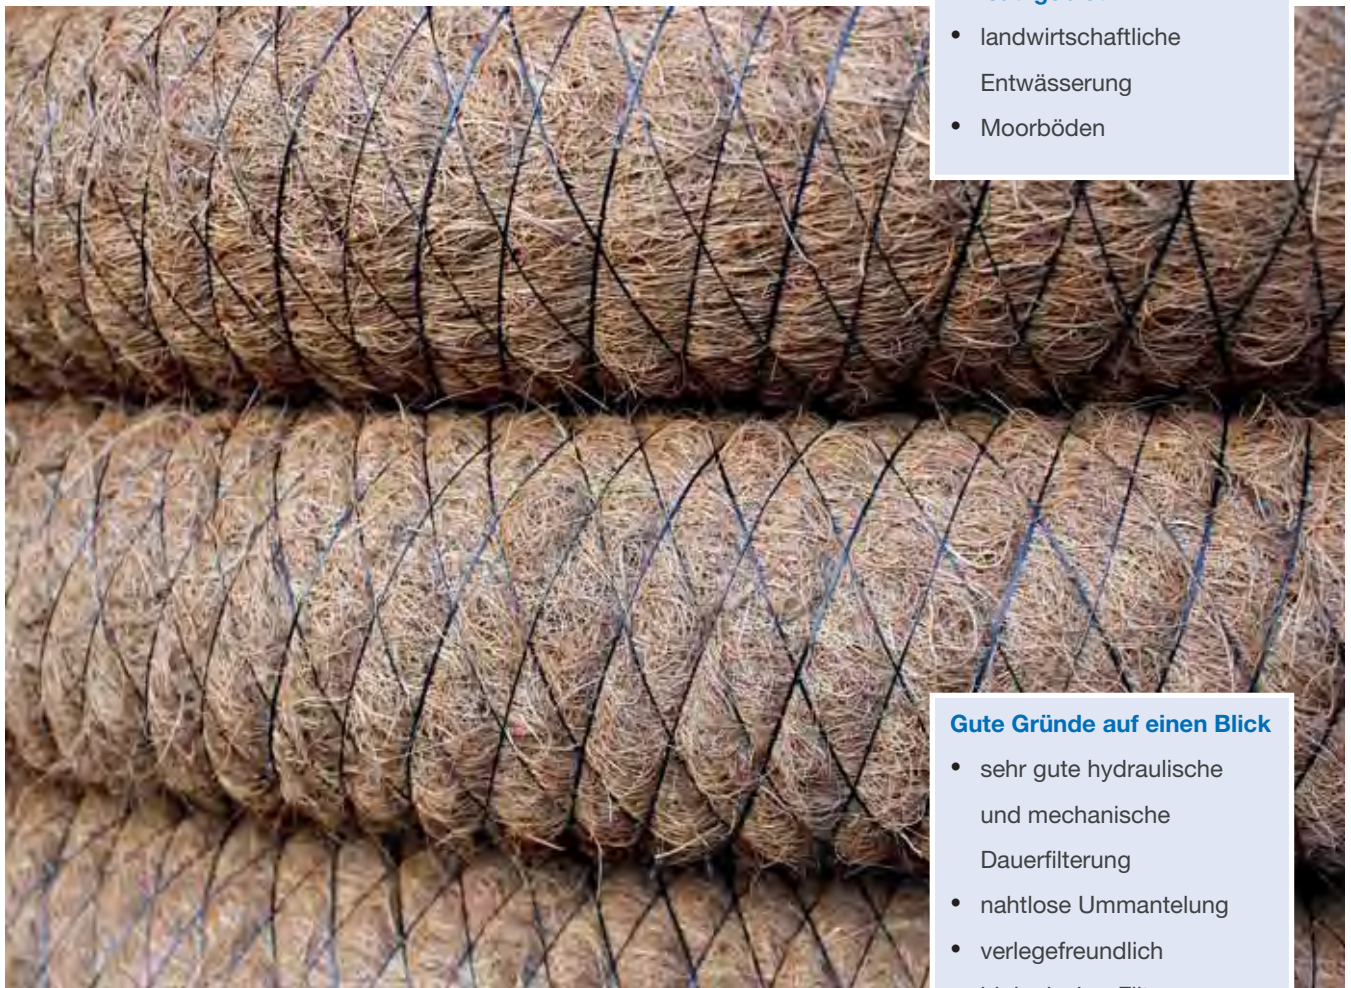 • landwirtschaftliche
Entwässerung
• Moorböden
Gute Gründe auf einen Blick
• sehr gute hydraulische
und mechanische
Dauerfilterung
• nahtlose Ummantelung
• verlegefreundlich